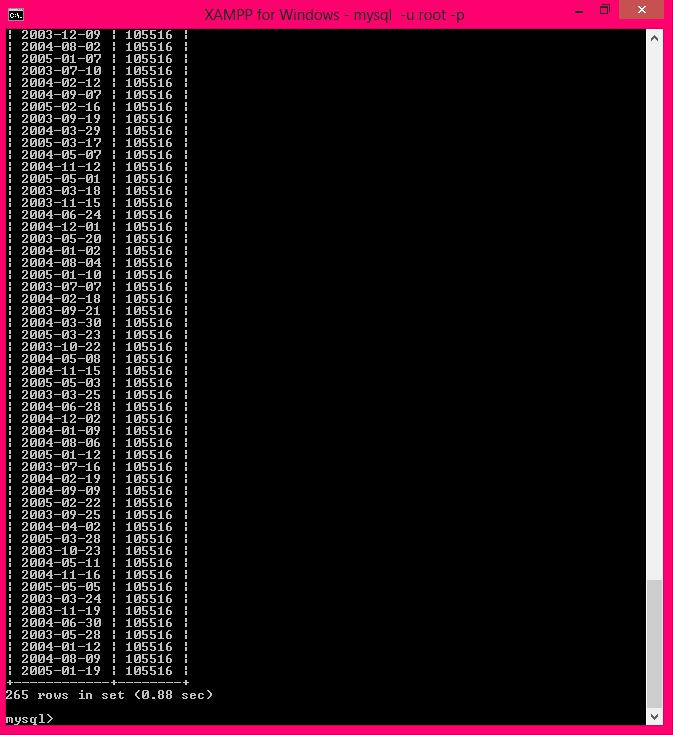 XAMPP for Windows - mysql -u root -p
| 2003-12-09 | 105516 |
| 2004-08-02 | 105516 |
| 2005-01-07 | 105516 |
| 2003-07-10 | 105516 |
| 2004-02-12 | 105516 |
| 2004-09-07 | 105516 |
| 2005-02-16 | 105516 |
| 2003-09-19 | 105516 |
| 2004-03-29 | 105516 |
| 2005-03-17 | 105516 |
| 2004-05-07 | 105516 |
| 2004-11-12 | 105516 |
| 2005-05-01 | 105516 |
| 2003-03-18 | 105516 |
| 2003-11-15 | 105516 |
| 2004-06-24 | 105516 |
| 2004-12-01 | 105516 |
| 2003-05-20 | 105516 |
| 2004-01-02 | 105516 |
| 2004-08-04 | 105516 |
| 2005-01-10 | 105516 |
| 2003-07-07 | 105516 |
| 2004-02-18 | 105516 |
| 2003-09-21 | 105516 |
| 2004-03-30 | 105516 |
| 2005-03-23 | 105516 |
| 2003-10-22 | 105516 |
| 2004-05-08 | 105516 |
| 2004-11-15 | 105516 |
| 2005-05-03 | 105516 |
| 2003-03-25 | 105516 |
| 2004-06-28 | 105516 |
| 2004-12-02 | 105516 |
| 2004-01-09 | 105516 |
| 2004-08-06 | 105516 |
| 2005-01-12 | 105516 |
| 2003-07-16 | 105516 |
| 2004-02-19 | 105516 |
| 2004-09-09 | 105516 |
| 2005-02-22 | 105516 |
| 2003-09-25 | 105516 |
| 2004-04-02 | 105516 |
| 2005-03-28 | 105516 |
| 2003-10-23 | 105516 |
| 2004-05-11 | 105516 |
| 2004-11-16 | 105516 |
| 2005-05-05 | 105516 |
| 2003-03-24 | 105516 |
| 2003-11-19 | 105516 |
| 2004-06-30 | 105516 |
| 2003-05-28 | 105516 |
| 2004-01-12 | 105516 |
| 2004-08-09 | 105516 |
| 2005-01-19 | 105516 |
+------------+--------+
265 rows in set (0.88 sec)
mysql>